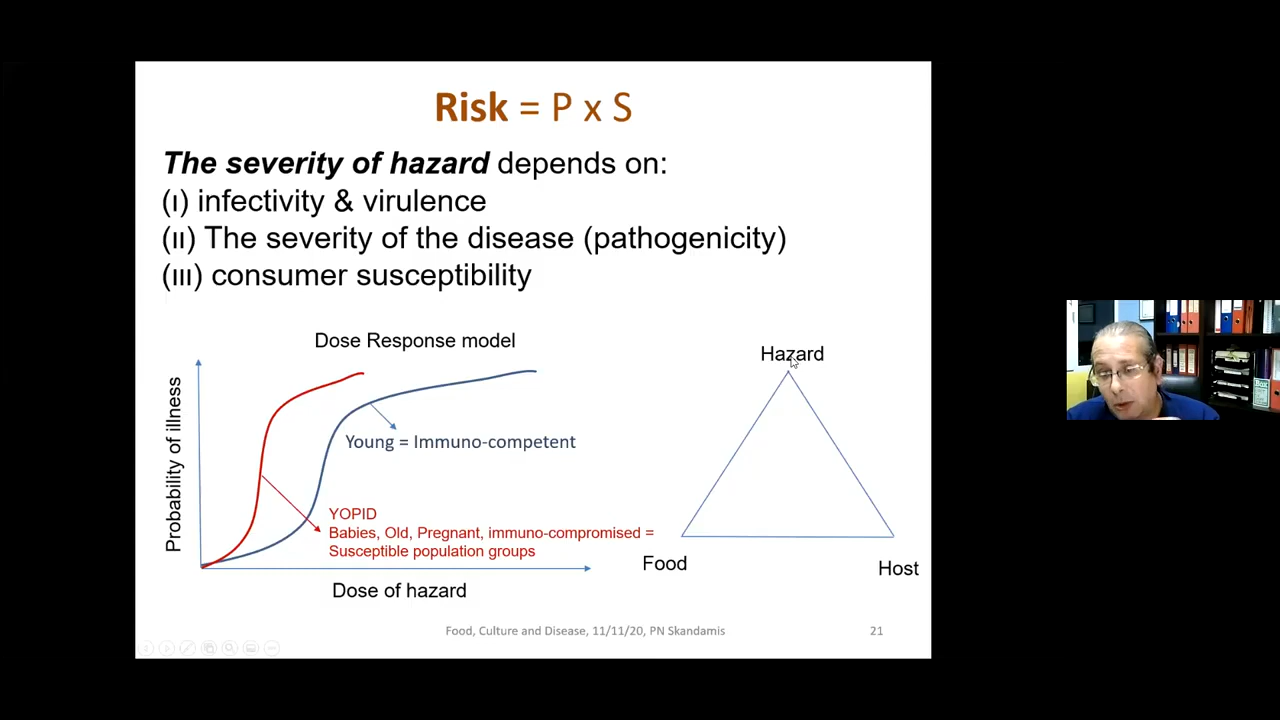 Risk = P x S
The severity of hazard depends on:
(ι) infectivity & virulence
(ιι) The severity of the disease (pathogenicity)
(ιιι) consumer susceptibility
Dose Response model
Probability of illness
Young = Immuno-competent
YOPID
Babies, Old, Pregnant, immuno-compromised =
Susceptible population groups
Dose of hazard
Hazard
Food
Host
Food, Culture and Disease, 11/11/20, PN Skandamis
21